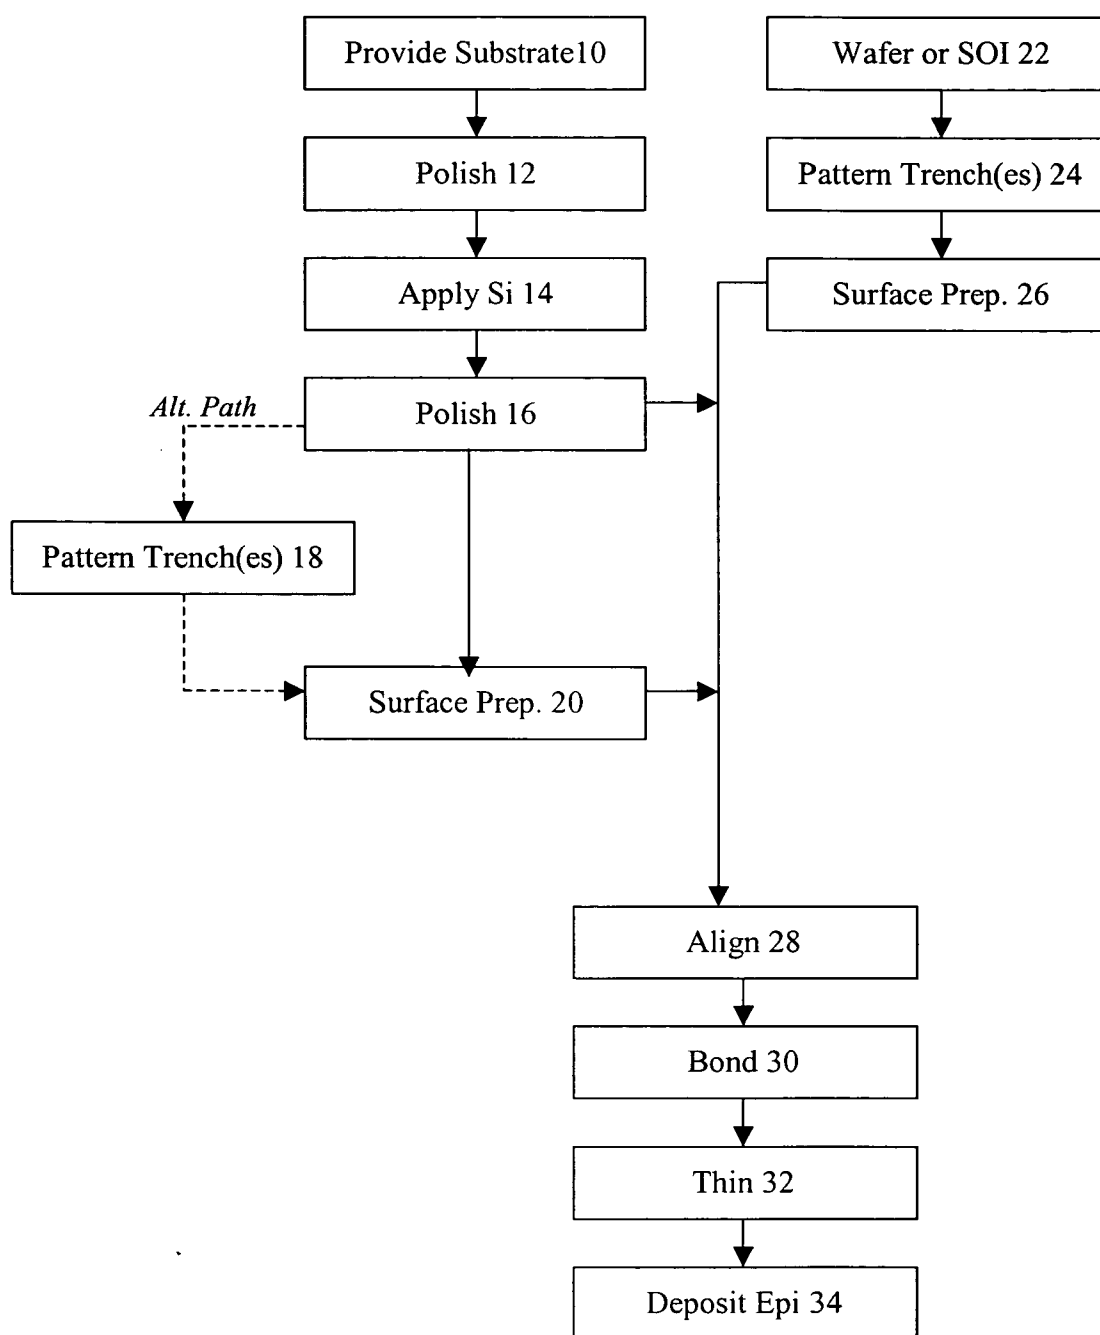 Provide Substrate10
Wafer or SOI 22
Polish 12
Pattern Trench(es) 24
Apply Si 14
Surface Prep. 26
Alt. Path
Polish 16
Pattern Trench(es) 18
Surface Prep. 20
Align 28
Bond 30
Thin 32
Deposit Epi 34